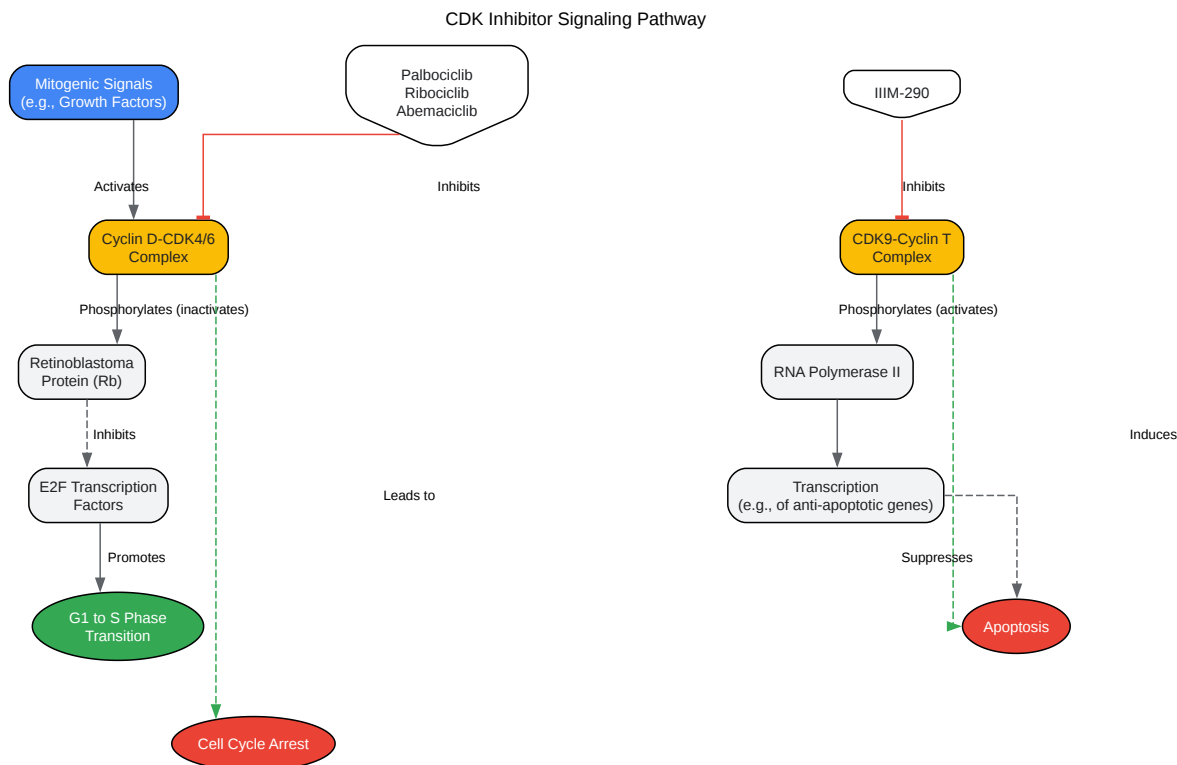 CDK Inhibitor Signaling Pathway
Mitogenic Signals
(e.g., Growth Factors)
Palbociclib
Ribociclib
Abemaciclib
IIIM-290
Activates
Inhibits
Inhibits
Cyclin D-CDK4/6
Complex
CDK9-Cyclin T
Complex
Phosphorylates (inactivates)
Phosphorylates (activates)
Retinoblastoma
Protein (Rb)
RNA Polymerase II
Inhibits
Induces
E2F Transcription
Factors
Leads to
Transcription
(e.g., of anti-apoptotic genes)
Promotes
Suppresses
G1 to S Phase
Transition
Apoptosis
Cell Cycle Arrest